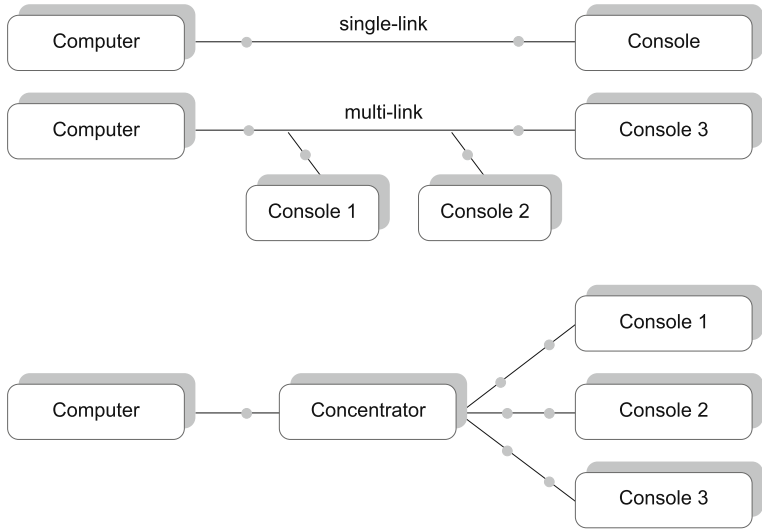 single-link
Computer
Console
multi-link
Computer
Console 3
Console 1
Console 2
Console 1
Computer
Concentrator
Console 2
Console 3